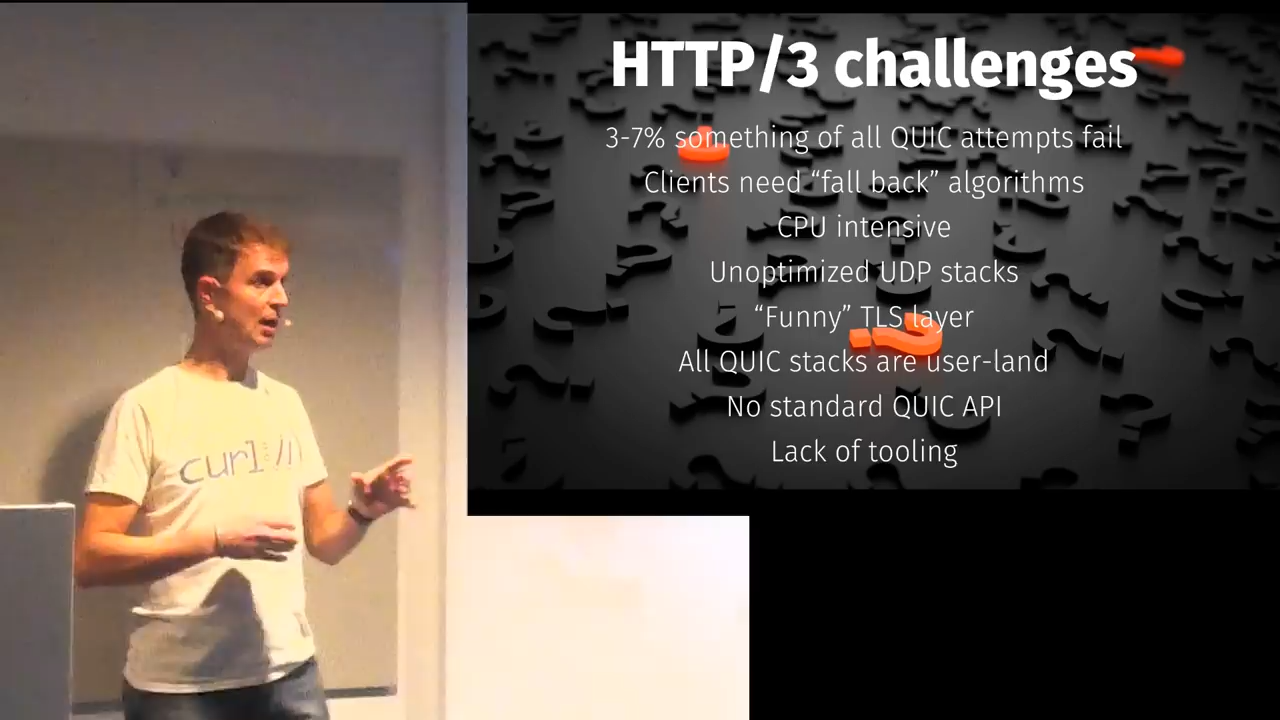 HTTP/3 challenges
3-7% something of all QUIC attempts fail
Clients need “fall back” algorithms
CPU intensive
Unoptimized UDP stacks
“Funny” TLS layer
All QUIC stacks are user-land
No standard QUIC API
Lack of tooling
curl://